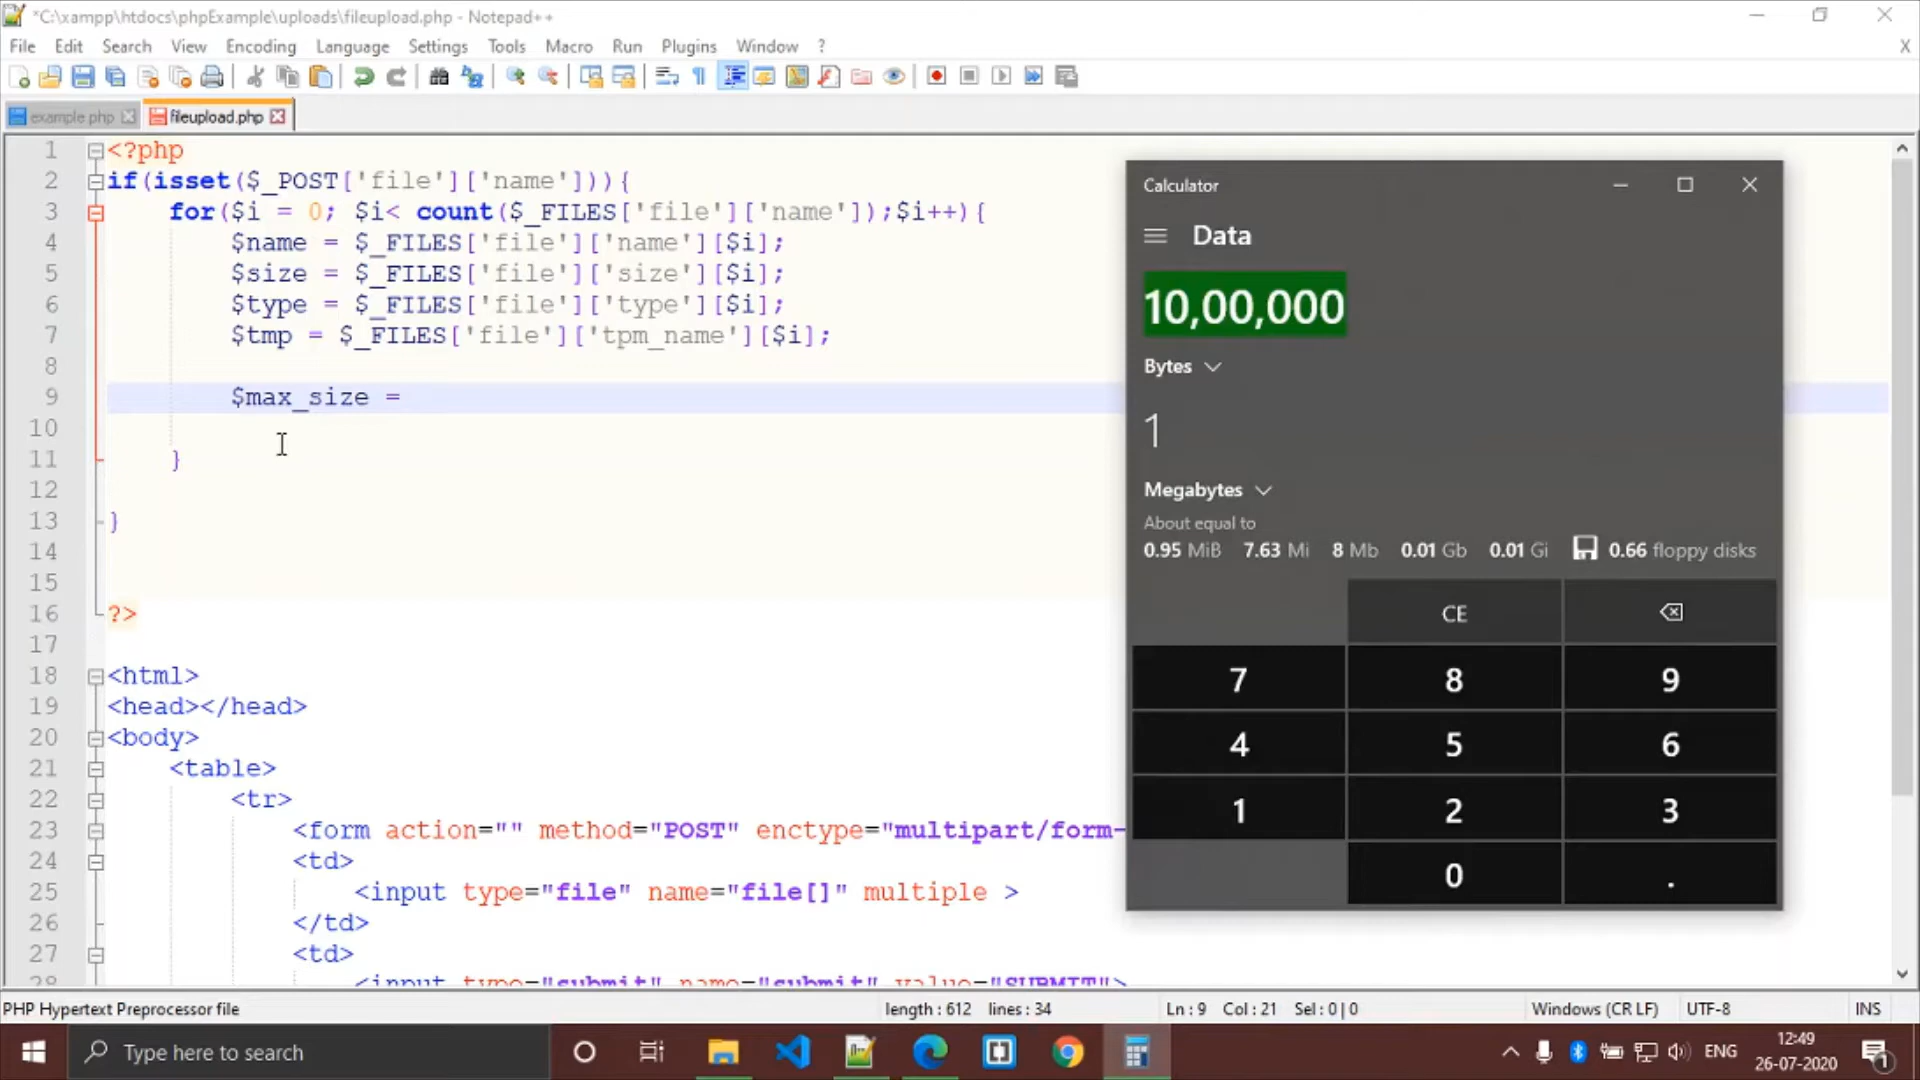 *C:\xampp\htdocs\phpExample\uploads\fileupload.php - Notepad++
File Edit Search View Encoding Language Settings Tools Macro Run Plugins Window ? X
example.php fileupload.php
1 <?php
2 if(isset($_POST['file']['name'])){
3 for($i = 0; $i< count($_FILES['file']['name']);$i++){
4 $name = $_FILES['file']['name'][$i];
5 $size = $_FILES['file']['size'][$i];
6 $type = $_FILES['file']['type'][$i];
7 $tmp = $_FILES['file']['tpm_name'][$i];
8
9 $max_size =
10
11 }
12
13 }
14
15
16 ?>
17
18 <html>
19 <head></head>
20 <body>
21 <table>
22 <tr>
23 <form action="" method="POST" enctype="multipart/form-
24 <td>
25 <input type="file" name="file[]" multiple >
26 </td>
27 <td>
28 <input type="submit" name="submit" value="SUBMIT">
Calculator
Data
10,00,000
Bytes
1
Megabytes
About equal to
0.95 MiB 7.63 Mi 8 Mb 0.01 Gb 0.01 Gi 0.66 floppy disks
CE
7 8 9
4 5 6
1 2 3
0 .
PHP Hypertext Preprocessor file length : 612 lines : 34 Ln : 9 Col : 21 Sel : 0 | 0 Windows (CR LF) UTF-8 INS
Type here to search
ENG
12:49
26-07-2020
1